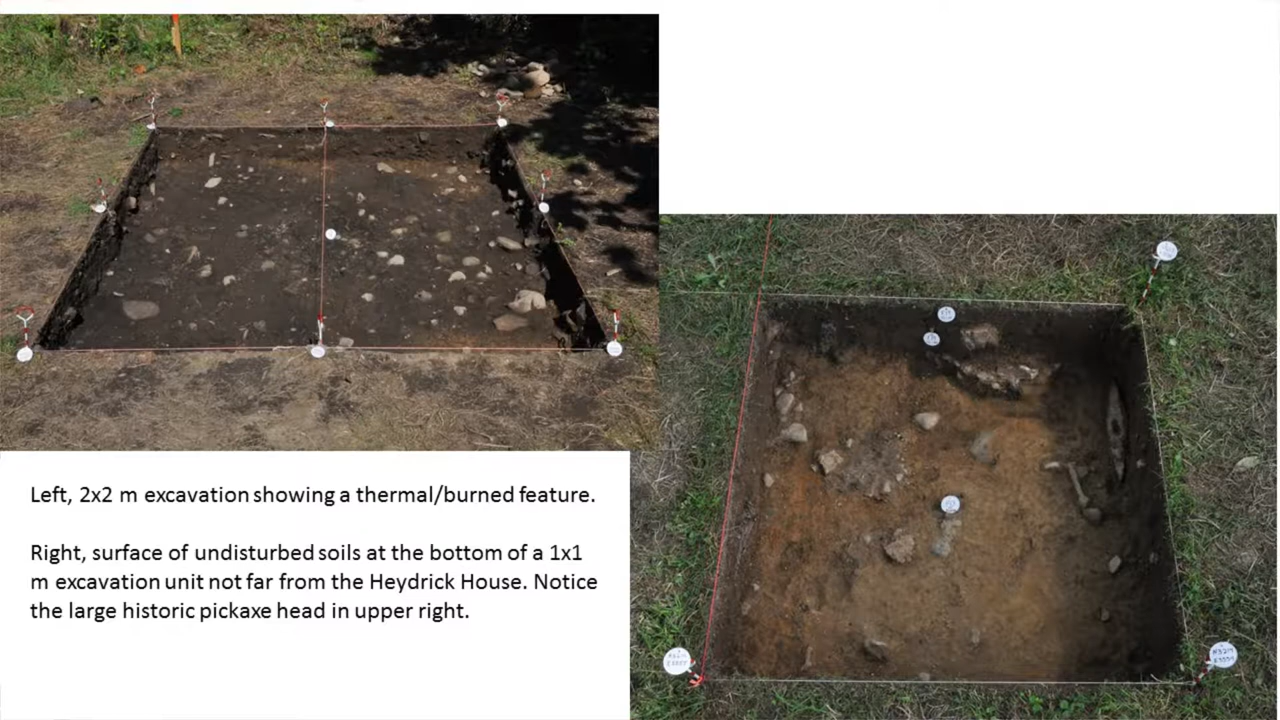 Left, 2x2 m excavation showing a thermal/burned feature.
Right, surface of undisturbed soils at the bottom of a 1x1
m excavation unit not far from the Heydrick House. Notice
the large historic pickaxe head in upper right.